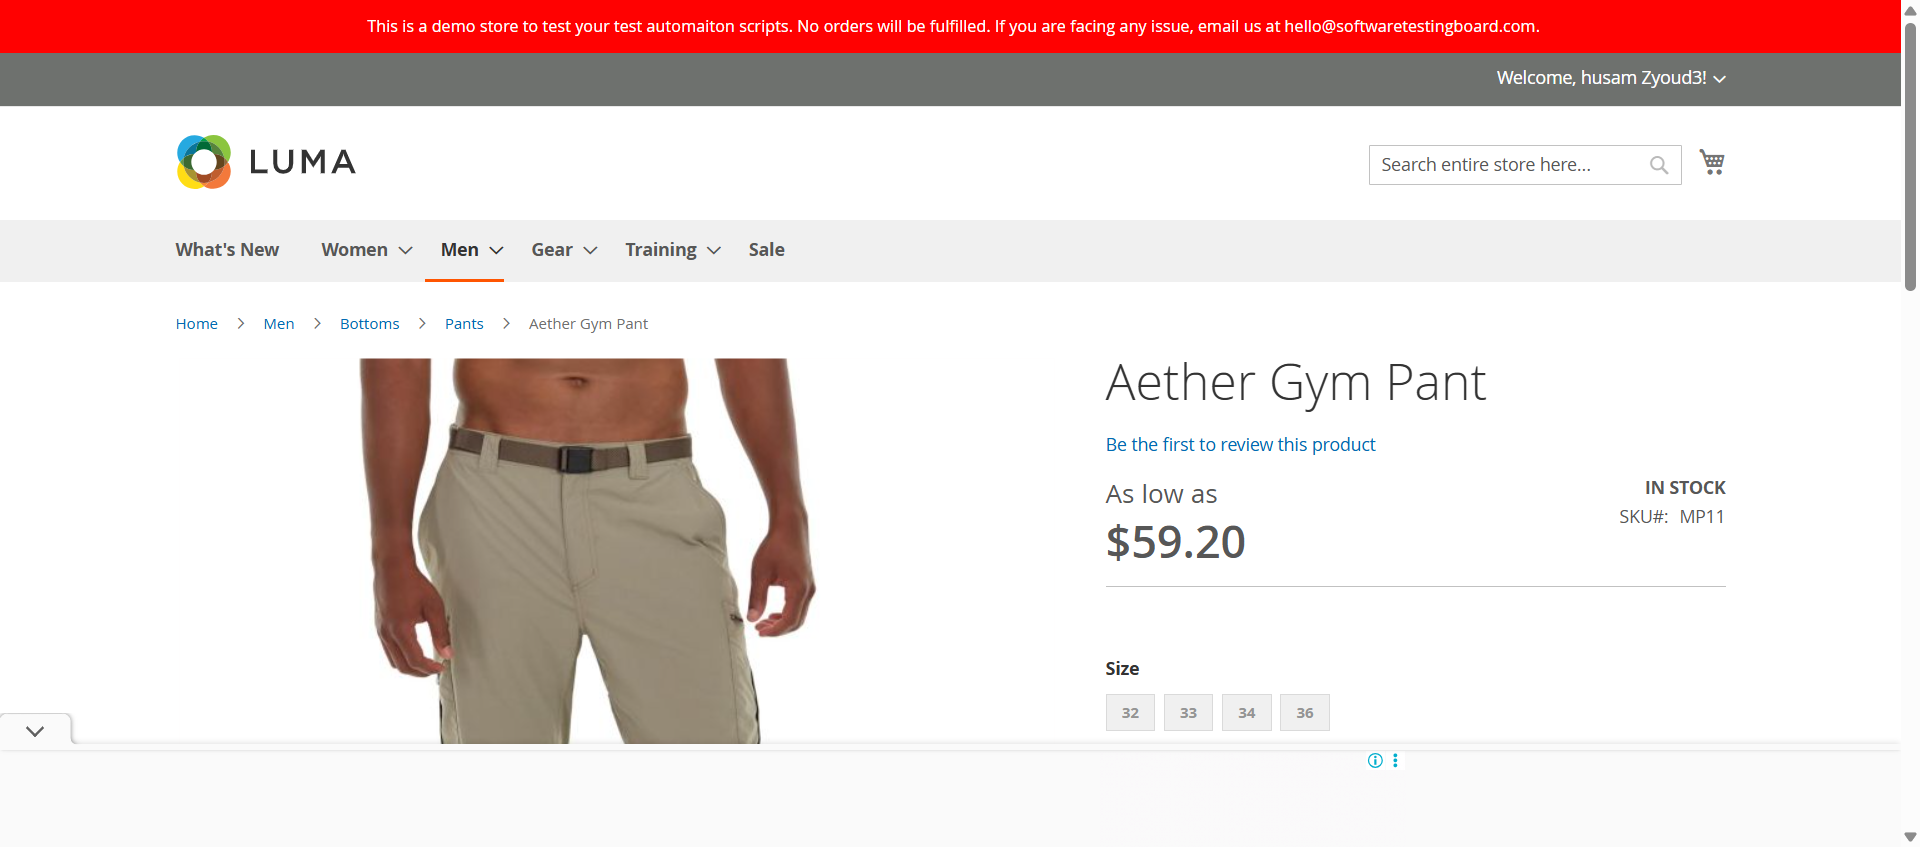 This is a demo store to test your test automaiton scripts. No orders will be fulfilled. If you are facing any issue, email us at hello@softwaretestingboard.com.
Welcome, husam Zyoud3!
LUMA
Search entire store here...
What's New Women Men Gear Training Sale
Home Men Bottoms Pants Aether Gym Pant
Aether Gym Pant
Be the first to review this product
As low as
$59.20
IN STOCK
SKU#: MP11
Size
32 33 34 36